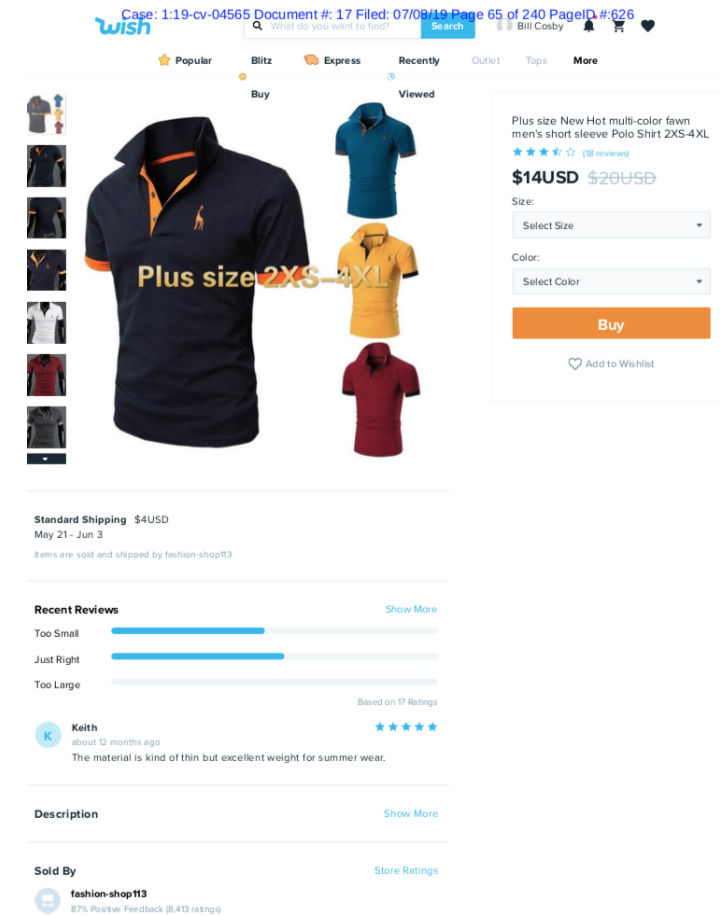 Case: 1:19-cv-04565 Document #: 17 Filed: 07/08/19 Page 65 of 240 PageID #:626
wish
What do you want to find?
Search
Bill Cosby
Popular
Blitz Buy
Express
Recently Viewed
Outlet
Tops
More
Plus size 2XS-4XL
Plus size New Hot multi-color fawn
men's short sleeve Polo Shirt 2XS-4XL
(18 reviews)
$14USD $20USD
Size:
Select Size
Color:
Select Color
Buy
Add to Wishlist
Standard Shipping $4USD
May 21 - Jun 3
Items are sold and shipped by fashion-shop113
Recent Reviews
Show More
Too Small
Just Right
Too Large
Based on 17 Ratings
K
Keith
about 12 months ago
The material is kind of thin but excellent weight for summer wear.
Description
Show More
Sold By
Store Ratings
fashion-shop113
87% Positive Feedback (8,413 ratings)